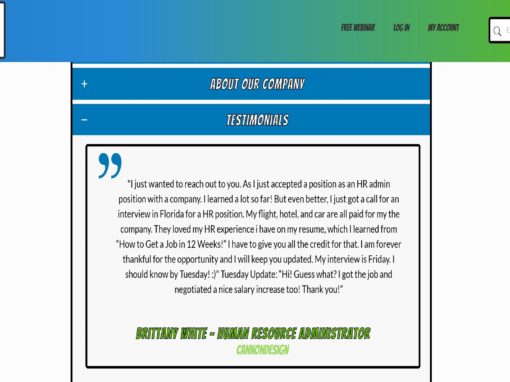 FREE WEBINAR LOG IN MY ACCOUNT
+ ABOUT OUR COMPANY
− TESTIMONIALS
”
"I just wanted to reach out to you. As I just accepted a position as an HR admin
position with a company. I learned a lot so far! But even better, I just got a call for an
interview in Florida for a HR position. My flight, hotel, and car are all paid for my the
company. They loved my HR experience i have on my resume, which I learned from
“How to Get a Job in 12 Weeks!” I have to give you all the credit for that. I am forever
thankful for the opportunity and I will keep you updated. My interview is Friday. I
should know by Tuesday! :)” Tuesday Update: “Hi! Guess what? I got the job and
negotiated a nice salary increase too! Thank you!”
BRITTANY WHITE - HUMAN RESOURCE ADMINISTRATOR
CANNONDESIGN